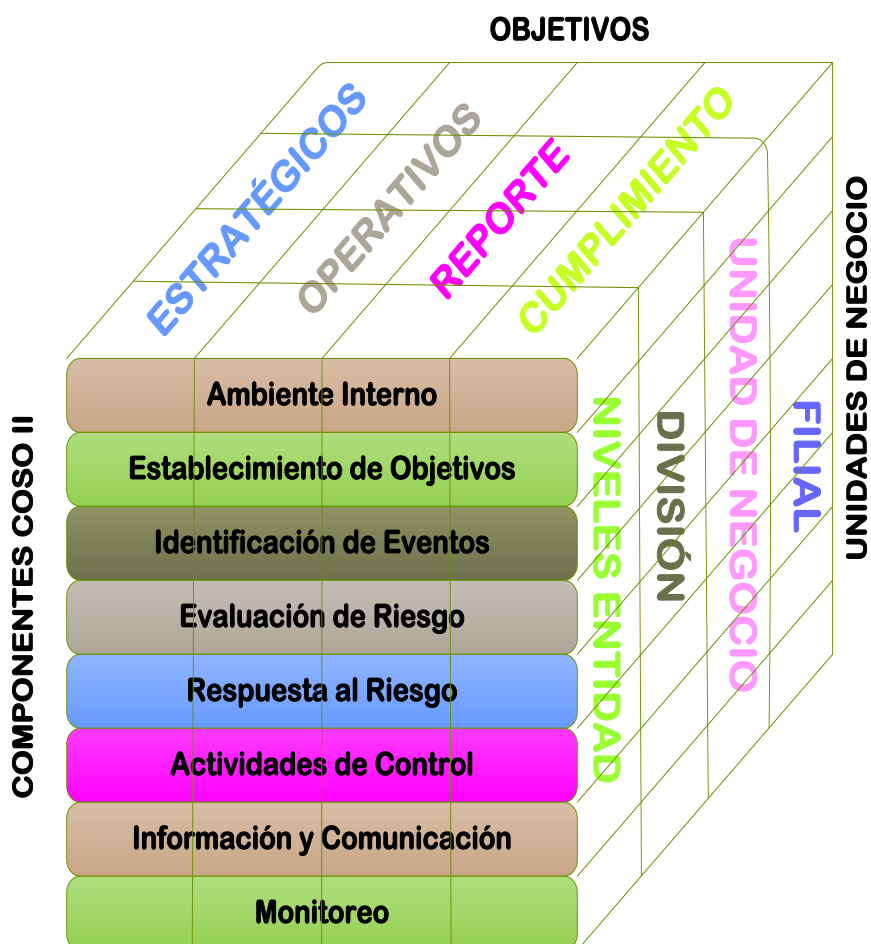 OBJETIVOS
ESTRATÉGICOS
OPERATIVOS
REPORTE
CUMPLIMIENTO
COMPONENTES COSO II
Ambiente Interno
Establecimiento de Objetivos
Identificación de Eventos
Evaluación de Riesgo
Respuesta al Riesgo
Actividades de Control
Información y Comunicación
Monitoreo
NIVELES ENTIDAD
DIVISIÓN
UNIDAD DE NEGOCIO
FILIAL
UNIDADES DE NEGOCIO